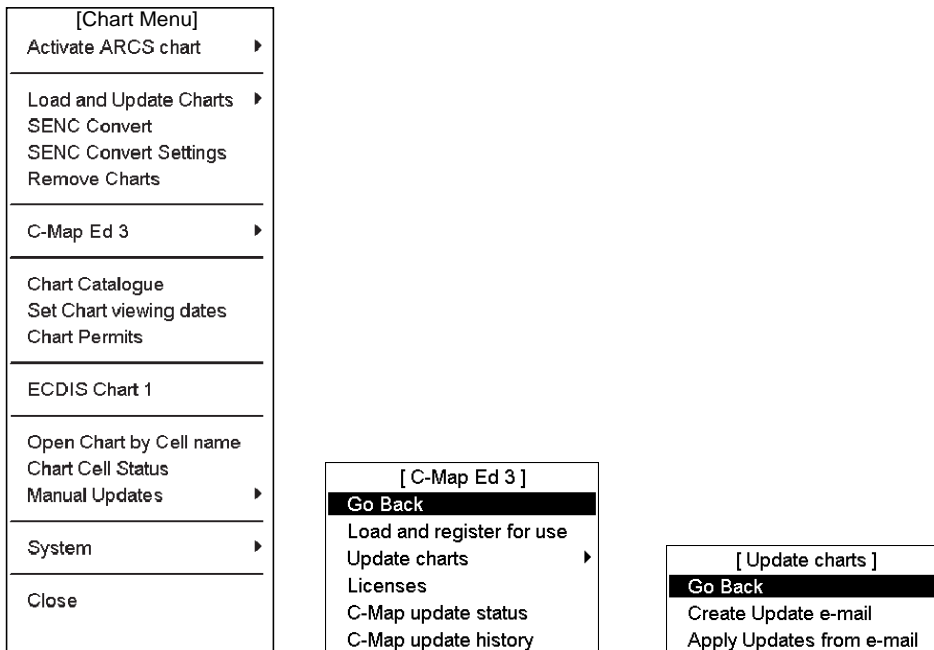 [Chart Menu]
Activate ARCS chart
Load and Update Charts
SENC Convert
SENC Convert Settings
Remove Charts
C-Map Ed 3
Chart Catalogue
Set Chart viewing dates
Chart Permits
ECDIS Chart 1
Open Chart by Cell name
Chart Cell Status
Manual Updates
System
Close
[ C-Map Ed 3 ]
Go Back
Load and register for use
Update charts
Licenses
C-Map update status
C-Map update history
[ Update charts ]
Go Back
Create Update e-mail
Apply Updates from e-mail